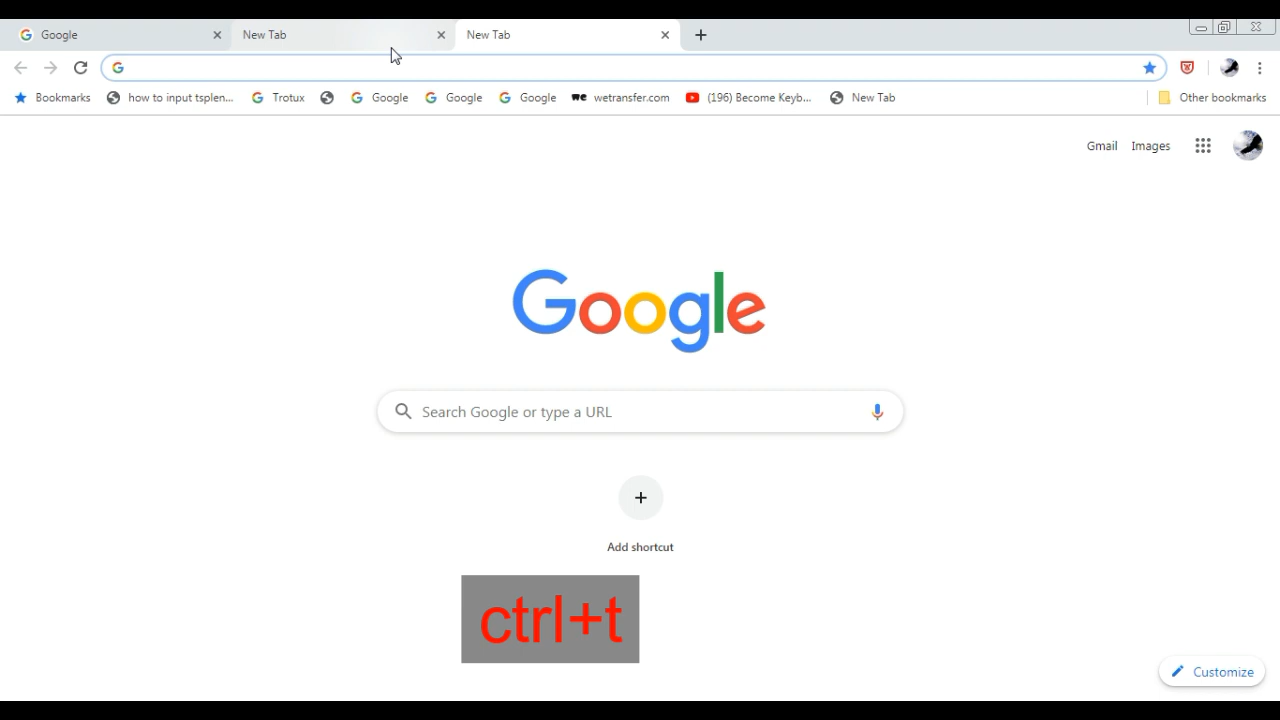 Google
New Tab
New Tab
Bookmarks
how to input tsplen...
Trotux
Google
Google
Google
we wetransfer.com
(196) Become Keyb...
New Tab
Other bookmarks
Gmail
Images
Google
Search Google or type a URL
Add shortcut
ctrl+t
Customize